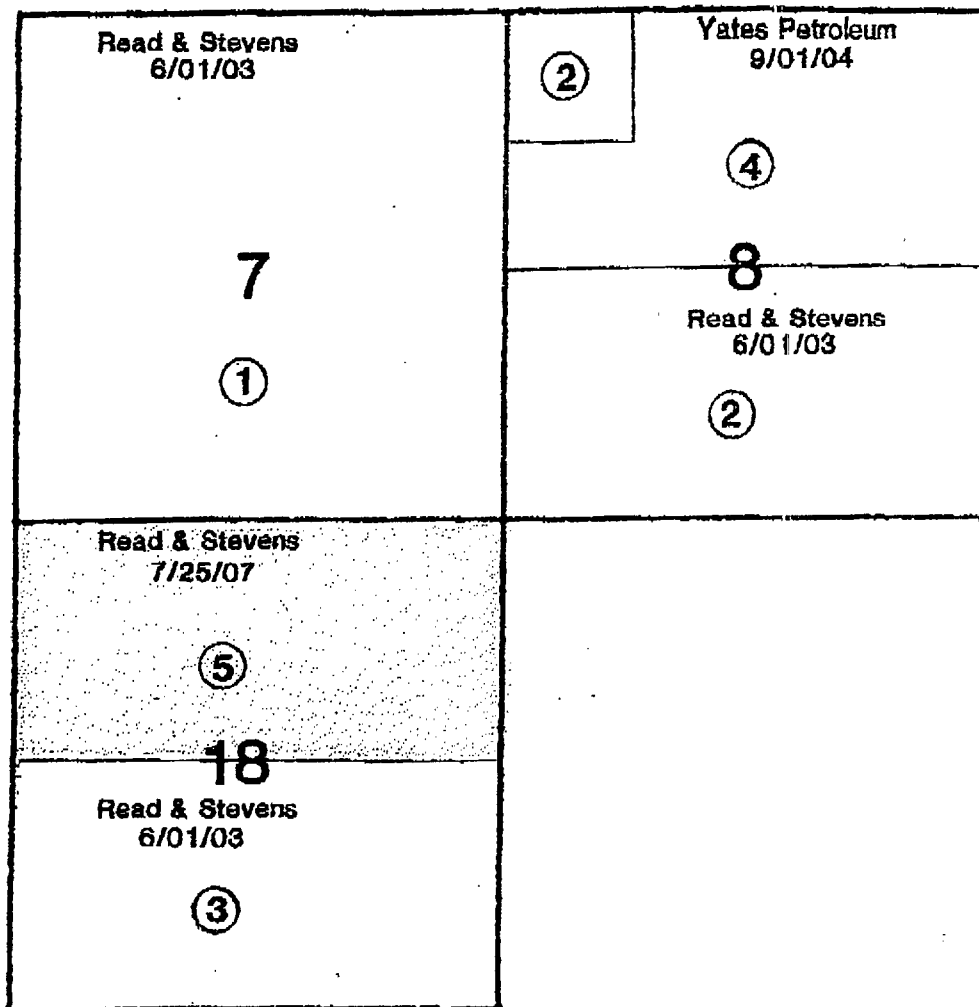 Read & Stevens
6/01/03
7
①
②
Yates Petroleum
9/01/04
④
8
Read & Stevens
6/01/03
②
Read & Stevens
7/25/07
⑤
18
Read & Stevens
6/01/03
③